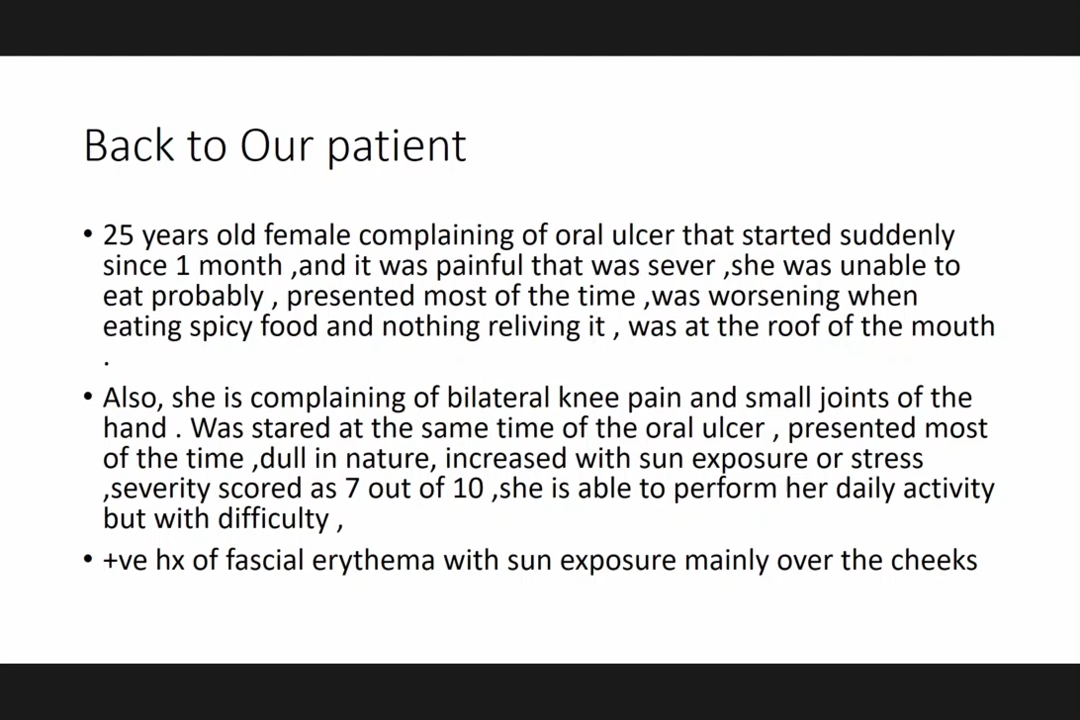 Back to Our patient
• 25 years old female complaining of oral ulcer that started suddenly
since 1 month ,and it was painful that was sever ,she was unable to
eat probably , presented most of the time ,was worsening when
eating spicy food and nothing reliving it , was at the roof of the mouth
.
• Also, she is complaining of bilateral knee pain and small joints of the
hand . Was stared at the same time of the oral ulcer , presented most
of the time ,dull in nature, increased with sun exposure or stress
,severity scored as 7 out of 10 ,she is able to perform her daily activity
but with difficulty ,
• +ve hx of fascial erythema with sun exposure mainly over the cheeks